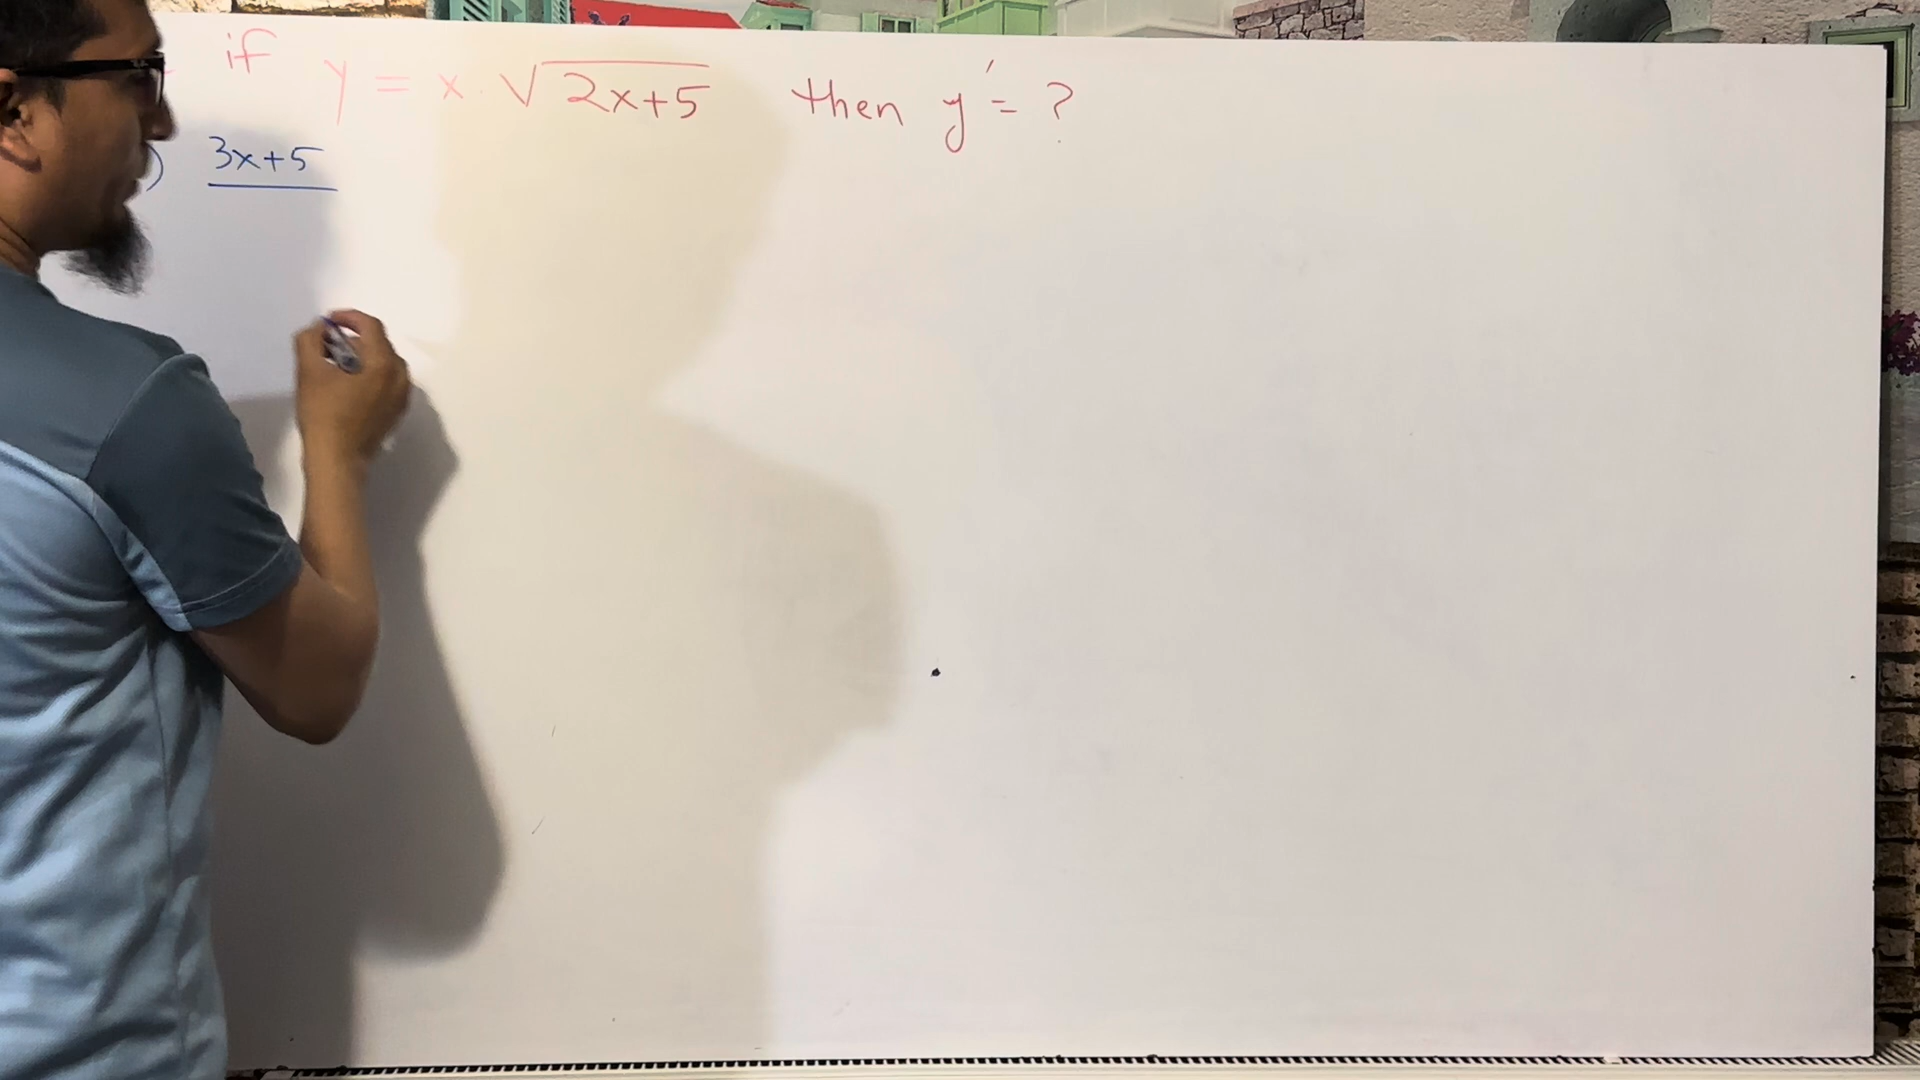 if y = x · √2x+5 then y' = ?
) 3x+5